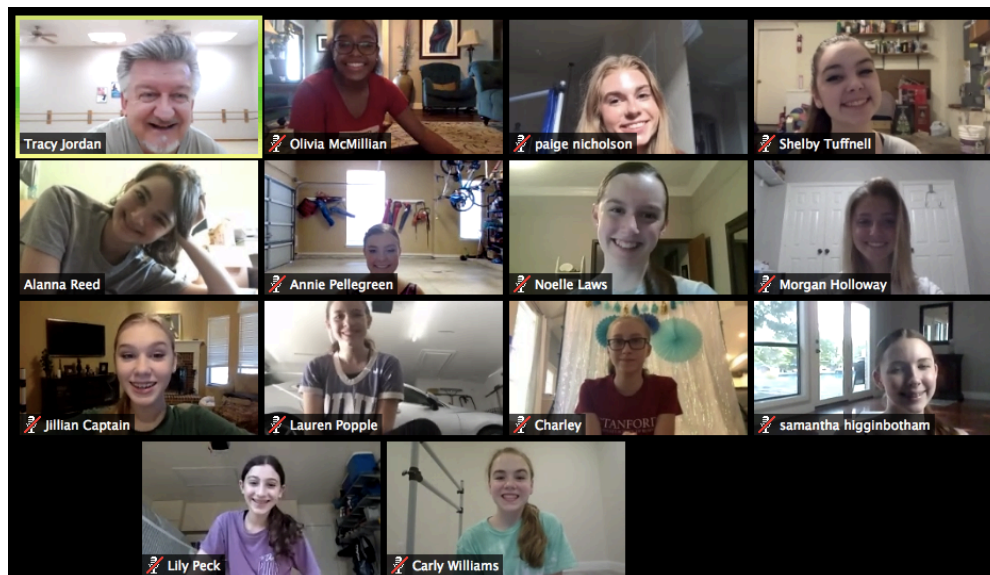 Tracy Jordan
Olivia McMillian
paige nicholson
Shelby Tuffnell
Alanna Reed
Annie Pellegreen
Noelle Laws
Morgan Holloway
Jillian Captain
Lauren Popple
TANFORD
Charley
samantha higginbotham
Lily Peck
Carly Williams